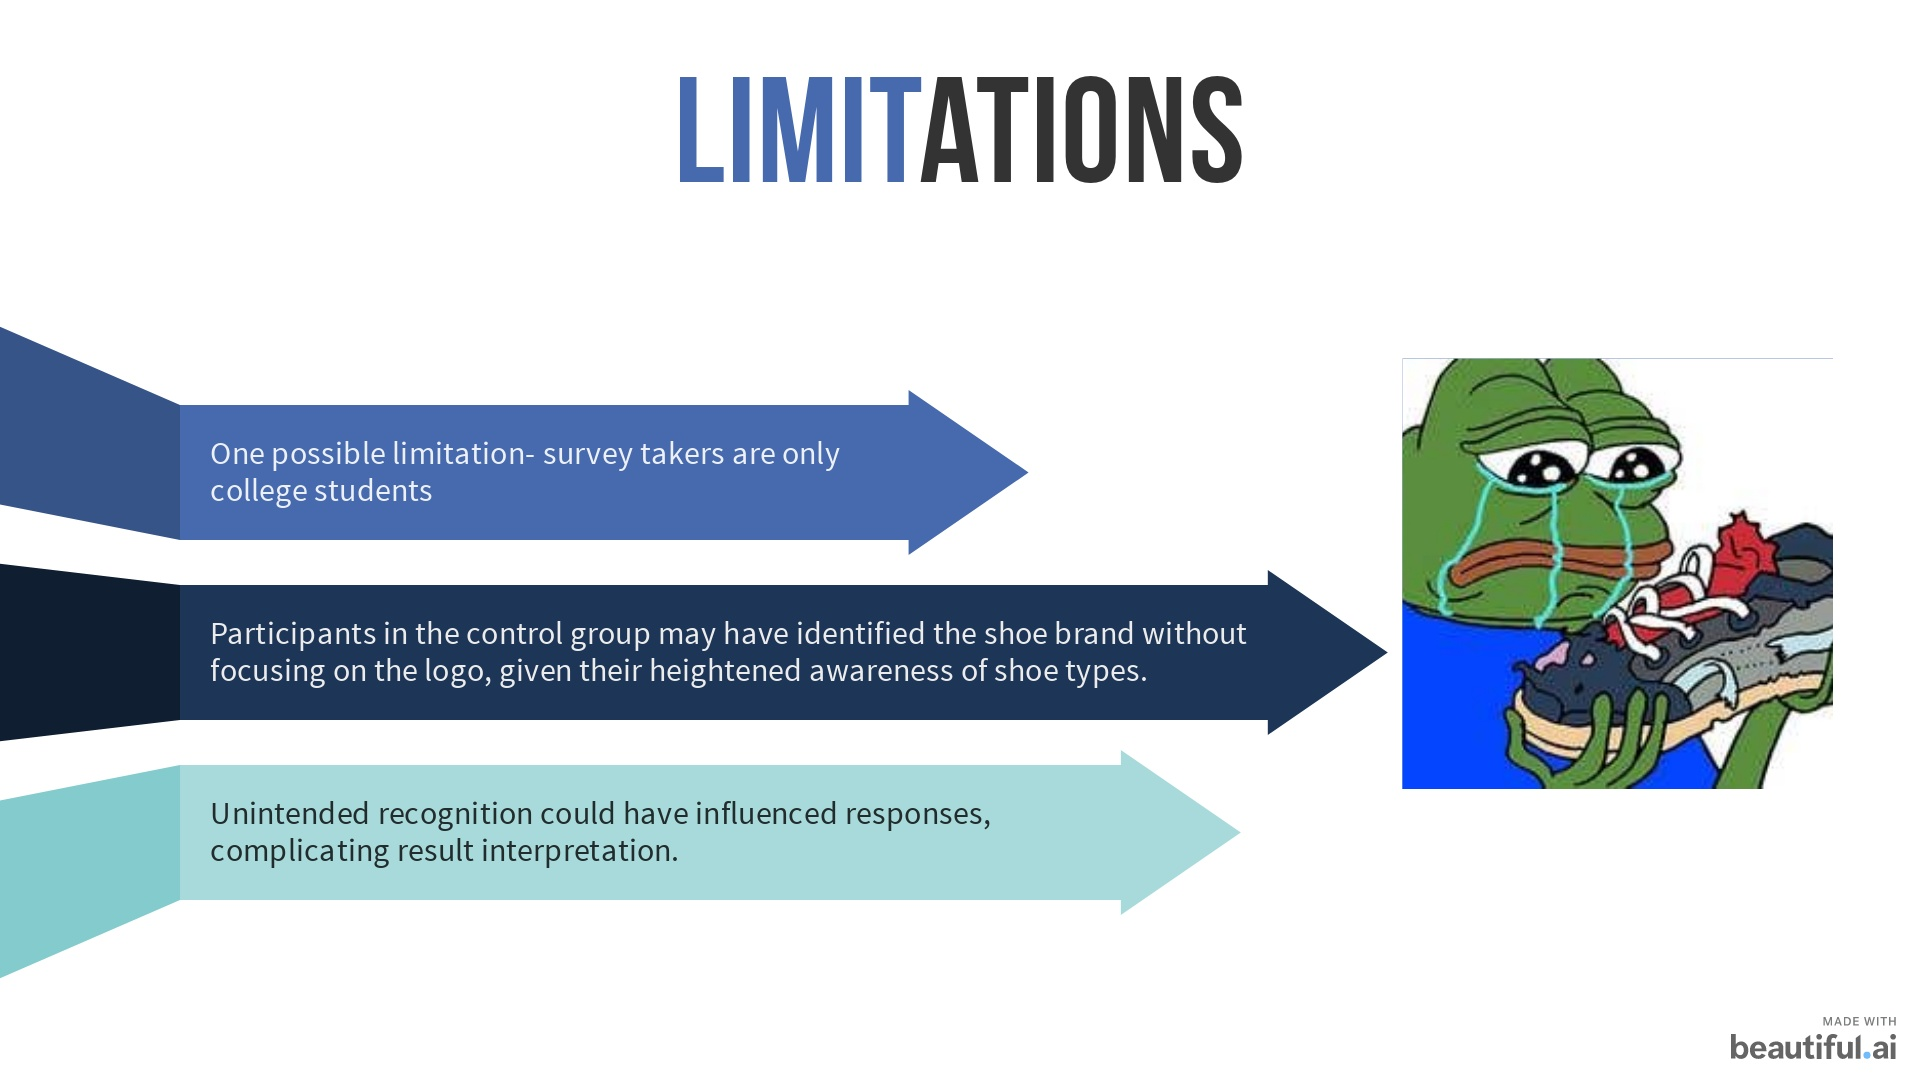 LIMITATIONS
One possible limitation- survey takers are only
college students
Participants in the control group may have identified the shoe brand without
focusing on the logo, given their heightened awareness of shoe types.
Unintended recognition could have influenced responses,
complicating result interpretation.
MADE WITH
beautiful.ai